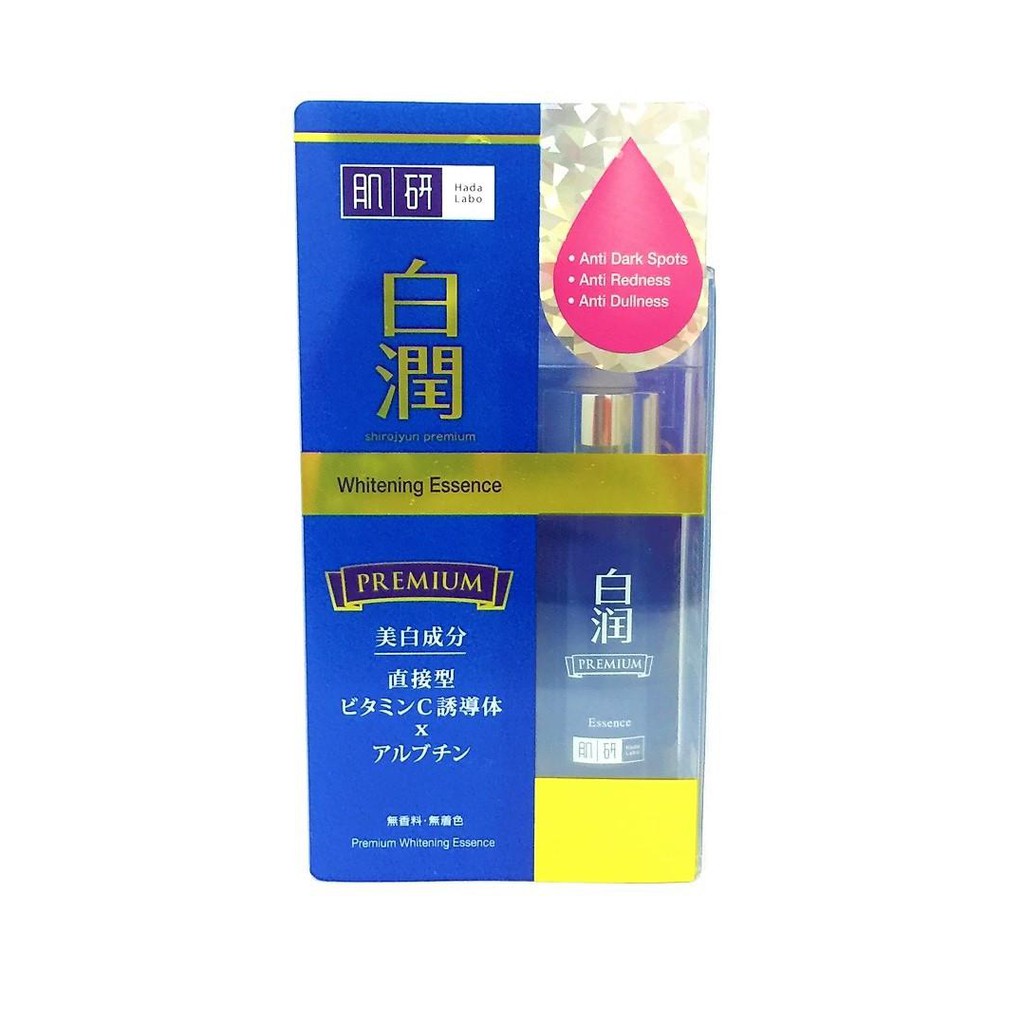 肌研 Hada
Labo
白
潤
shirojyun premium
Whitening Essence
PREMIUM
美白成分
直接型
ビタミンC誘導体
x
アルブチン
無香料・無着色
Premium Whitening Essence
• Anti Dark Spots
• Anti Redness
• Anti Dullness
白
润
PREMIUM
Essence
肌研 Hada
Labo